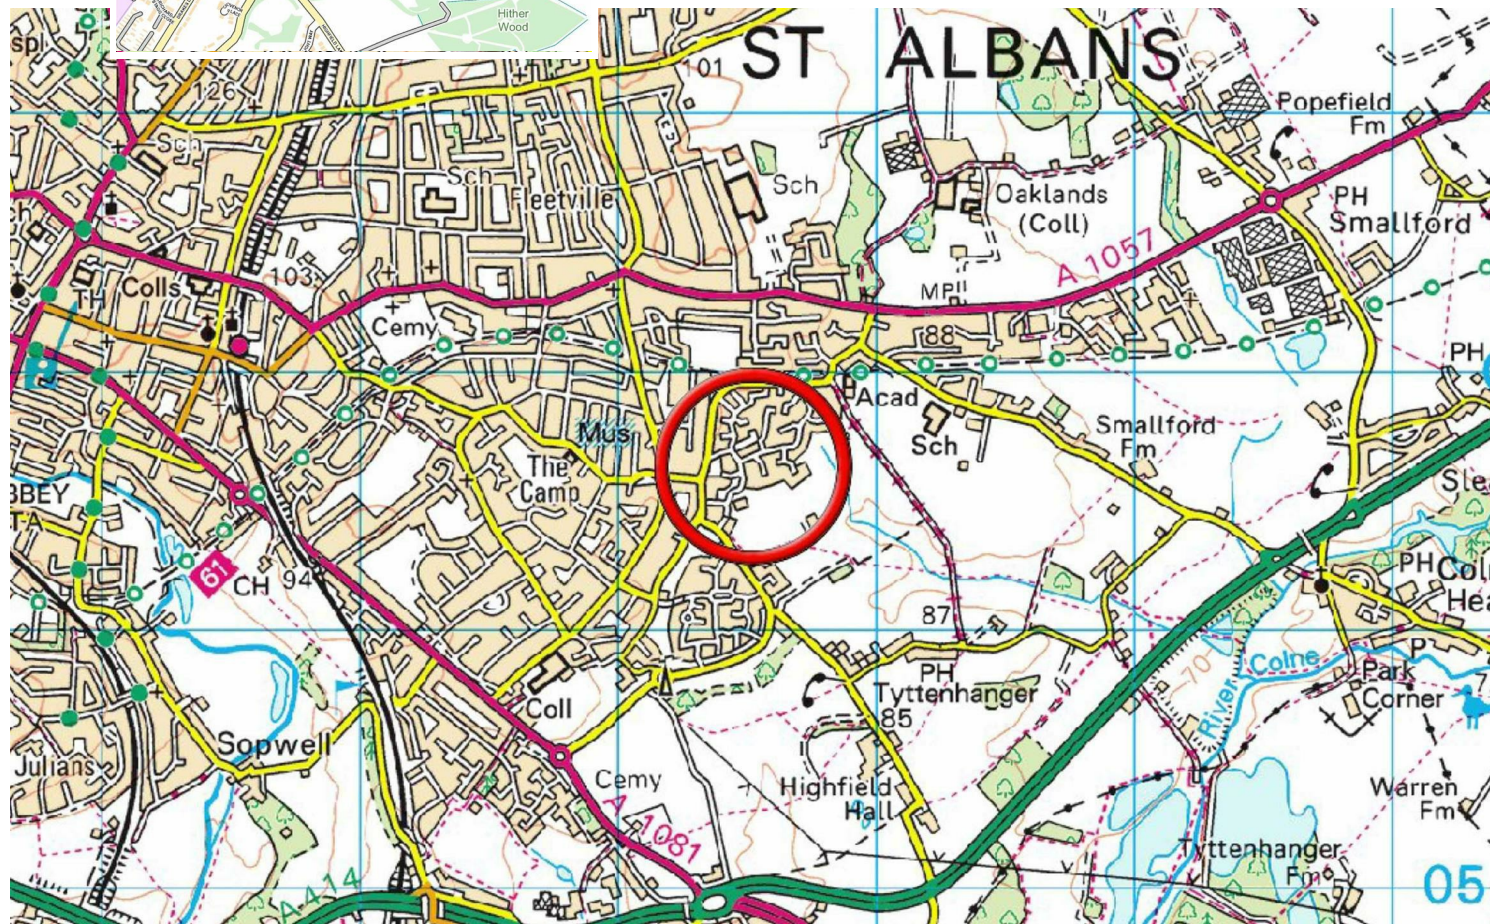 Hither
Wood
ST ALBANS
101
126
Sch
Popefield
Fm
Sch
Sch
Fleetville
Oaklands
(Coll)
PH
Smallford
A 1057
103
Colls
TH
MP
Cemy
88
PH
Acad
Mus
Sch
Smallford
Fm
The
Camp
61
CH
94
PH
87
Colne
River
70
P
Park
Corner
PH
Tyttenhanger
85
Coll
Sopwell
Julians
Cemy
Highfield
Hall
Warren
Fm
A 1081
Tyttenhanger
Fm
05
A 414